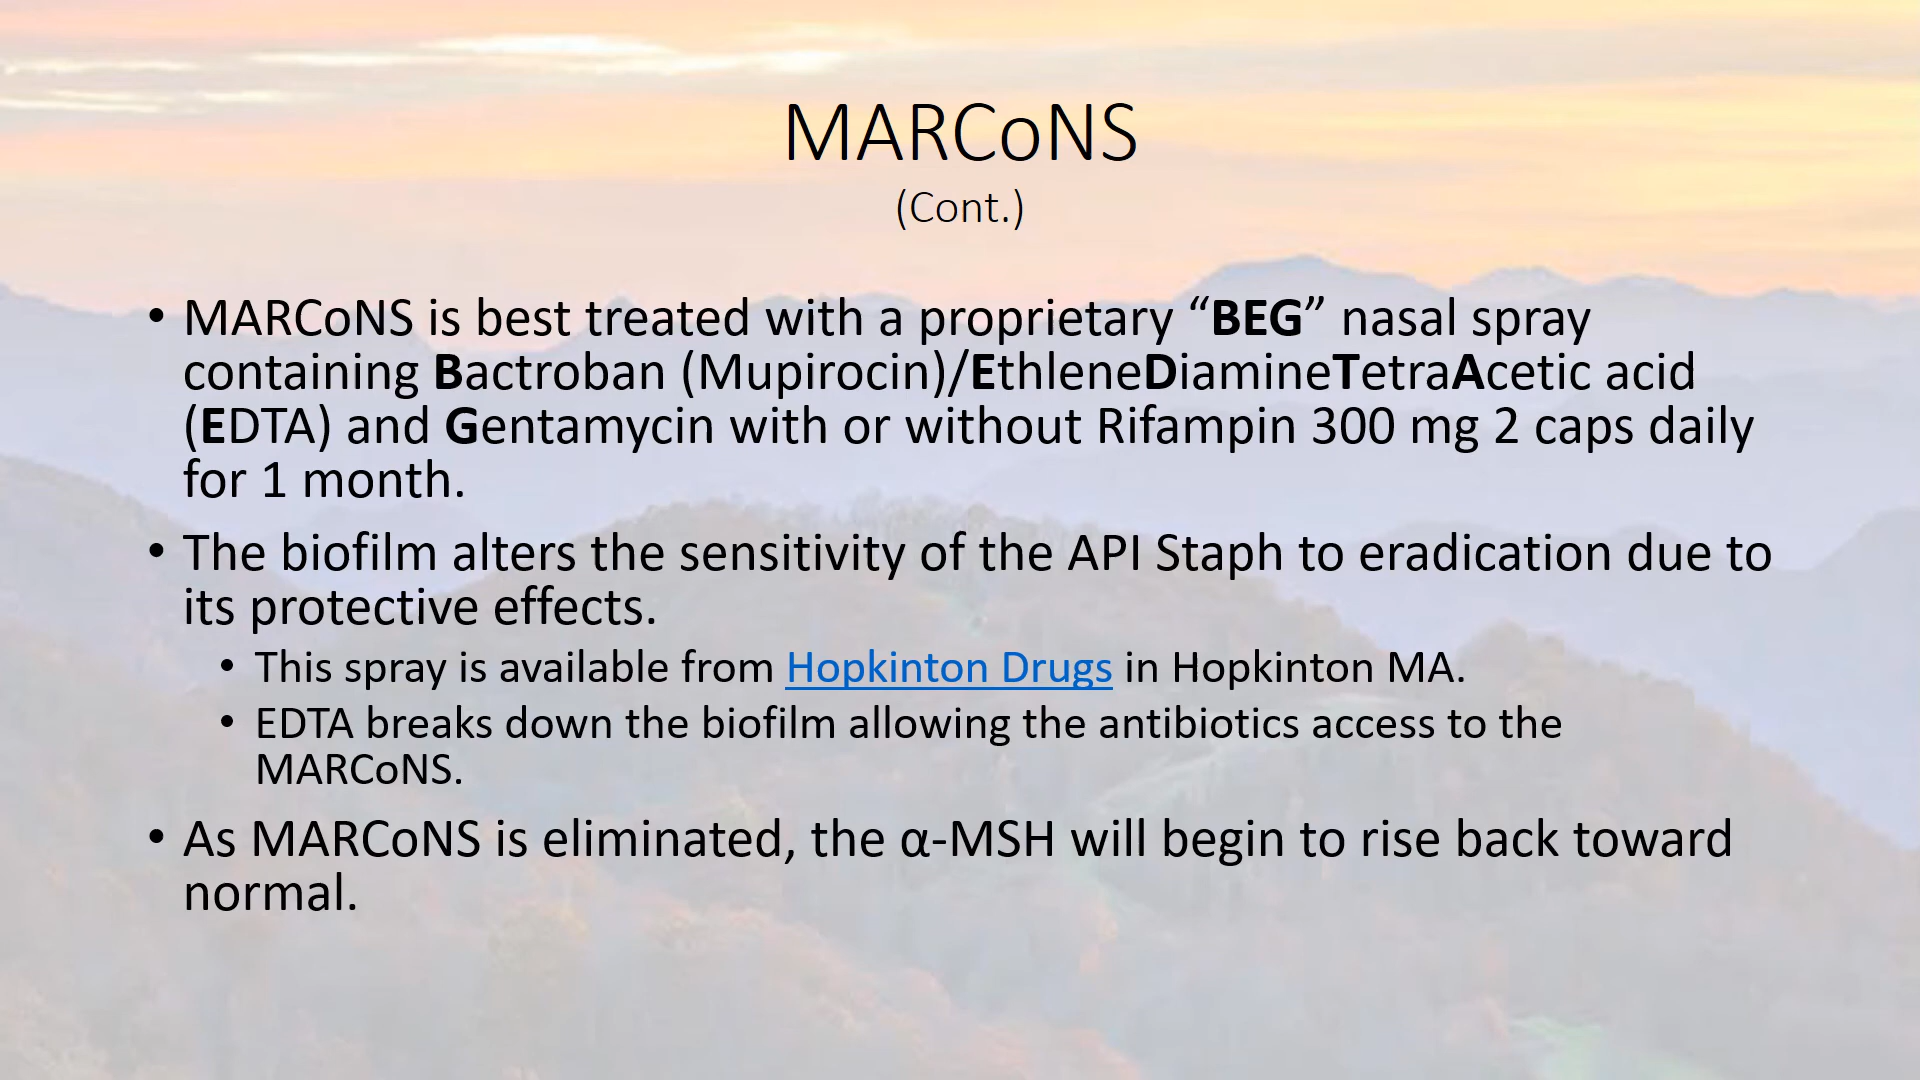 MARCoNS
(Cont.)
• MARCoNS is best treated with a proprietary “BEG” nasal spray
containing Bactroban (Mupirocin)/EthleneDiamineTetraAcetic acid
(EDTA) and Gentamycin with or without Rifampin 300 mg 2 caps daily
for 1 month.
• The biofilm alters the sensitivity of the API Staph to eradication due to
its protective effects.
• This spray is available from Hopkinton Drugs in Hopkinton MA.
• EDTA breaks down the biofilm allowing the antibiotics access to the
MARCoNS.
• As MARCoNS is eliminated, the α-MSH will begin to rise back toward
normal.